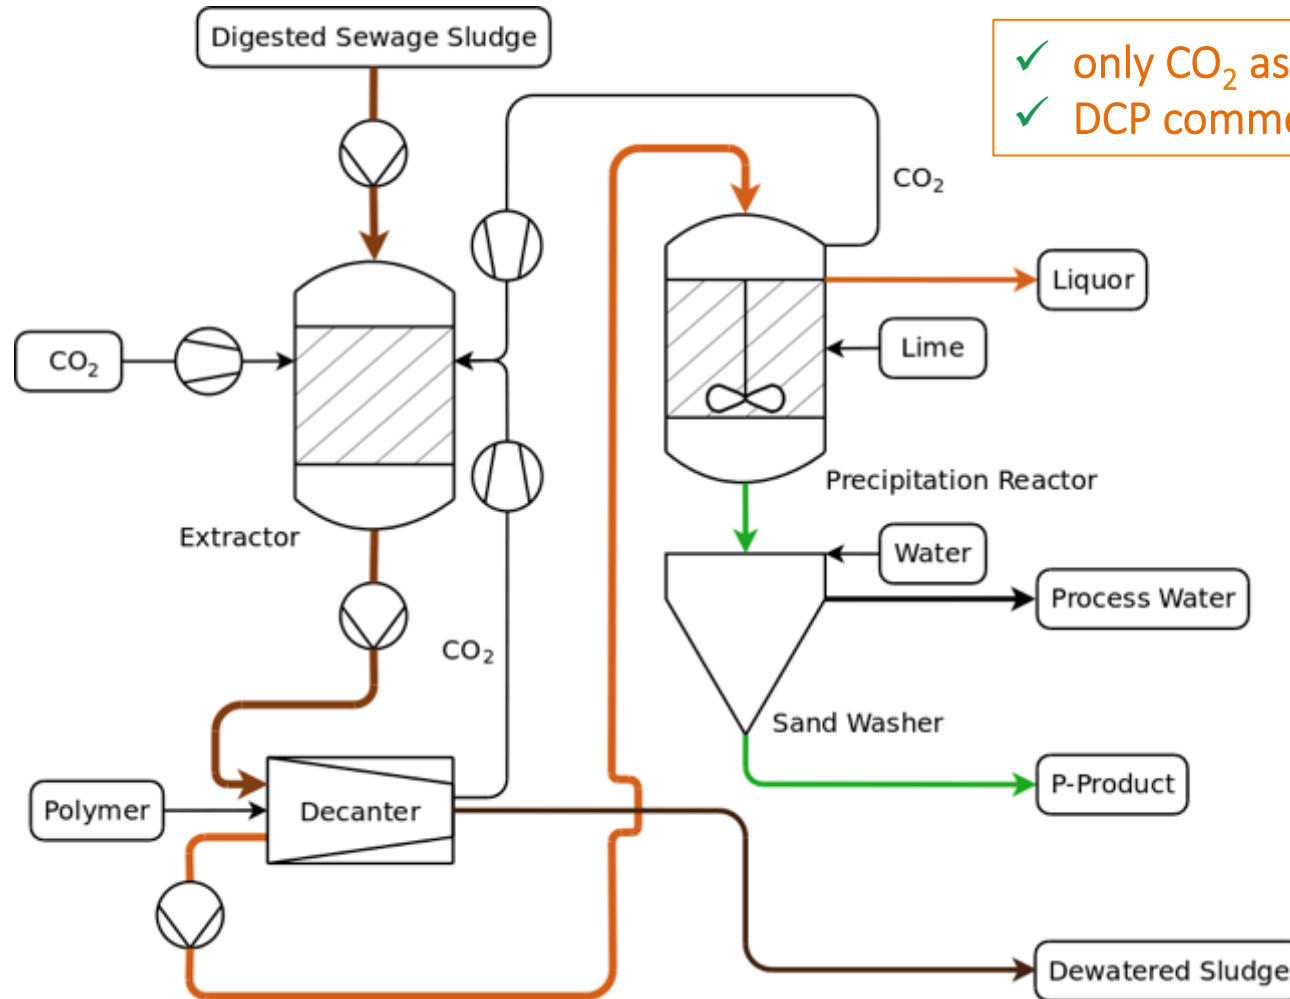 Digested Sewage Sludge
✓ only CO₂ as
✓ DCP
CO₂
Liquor
Lime
CO₂
Precipitation Reactor
Extractor
Water
Process Water
CO₂
Sand Washer
P-Product
Polymer
Decanter
Dewatered Sludge